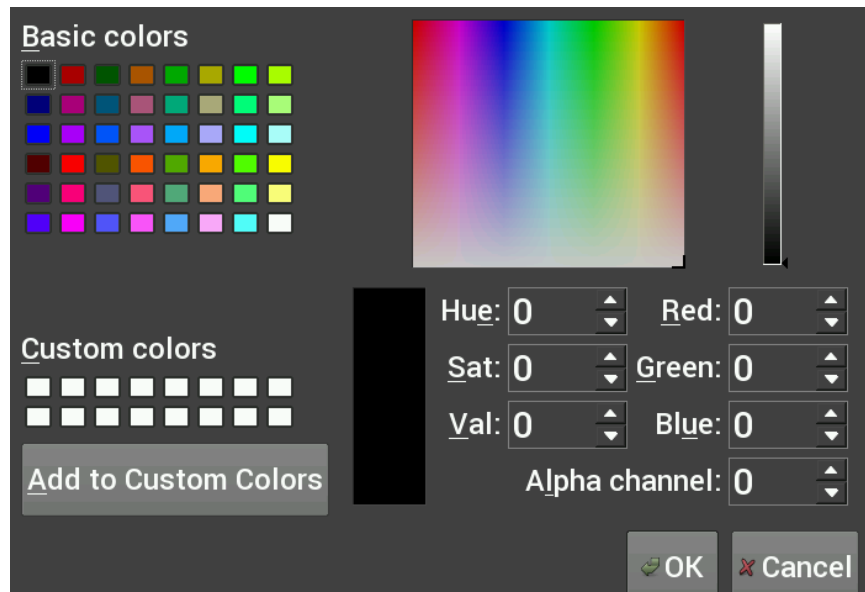 Basic colors
Hue: 0
Red: 0
Custom colors
Sat: 0
Green: 0
Val: 0
Blue: 0
Add to Custom Colors
Alpha channel: 0
OK
Cancel